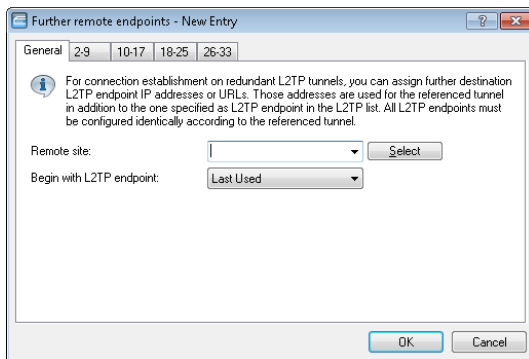 Further remote endpoints - New Entry
General 2-9 10-17 18-25 26-33
For connection establishment on redundant L2TP tunnels, you can assign further destination
L2TP endpoint IP addresses or URLs. Those addresses are used for the referenced tunnel
in addition to the one specified as L2TP endpoint in the L2TP list. All L2TP endpoints must
be configured identically according to the referenced tunnel.
Remote site: Select
Begin with L2TP endpoint: Last Used
OK Cancel